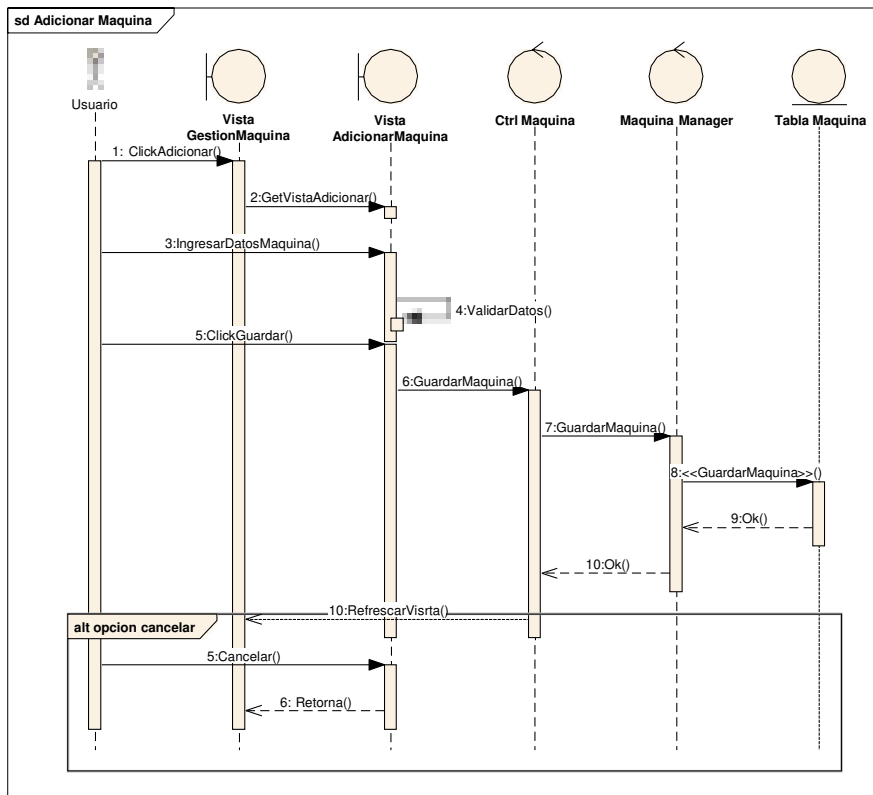 sd Adicionar Maquina
Usuario
Vista
GestionMaquina
Vista
AdicionarMaquina
Ctrl Maquina
Maquina Manager
Tabla Maquina
1: ClickAdicionar()
2:GetVistaAdicionar()
3:IngresarDatosMaquina()
4:ValidarDatos()
5:ClickGuardar()
6:GuardarMaquina()
7:GuardarMaquina()
8:<<GuardarMaquina>>()
9:Ok()
10:Ok()
10:RefrescarVisrta()
alt opcion cancelar
5:Cancelar()
6: Retorna()